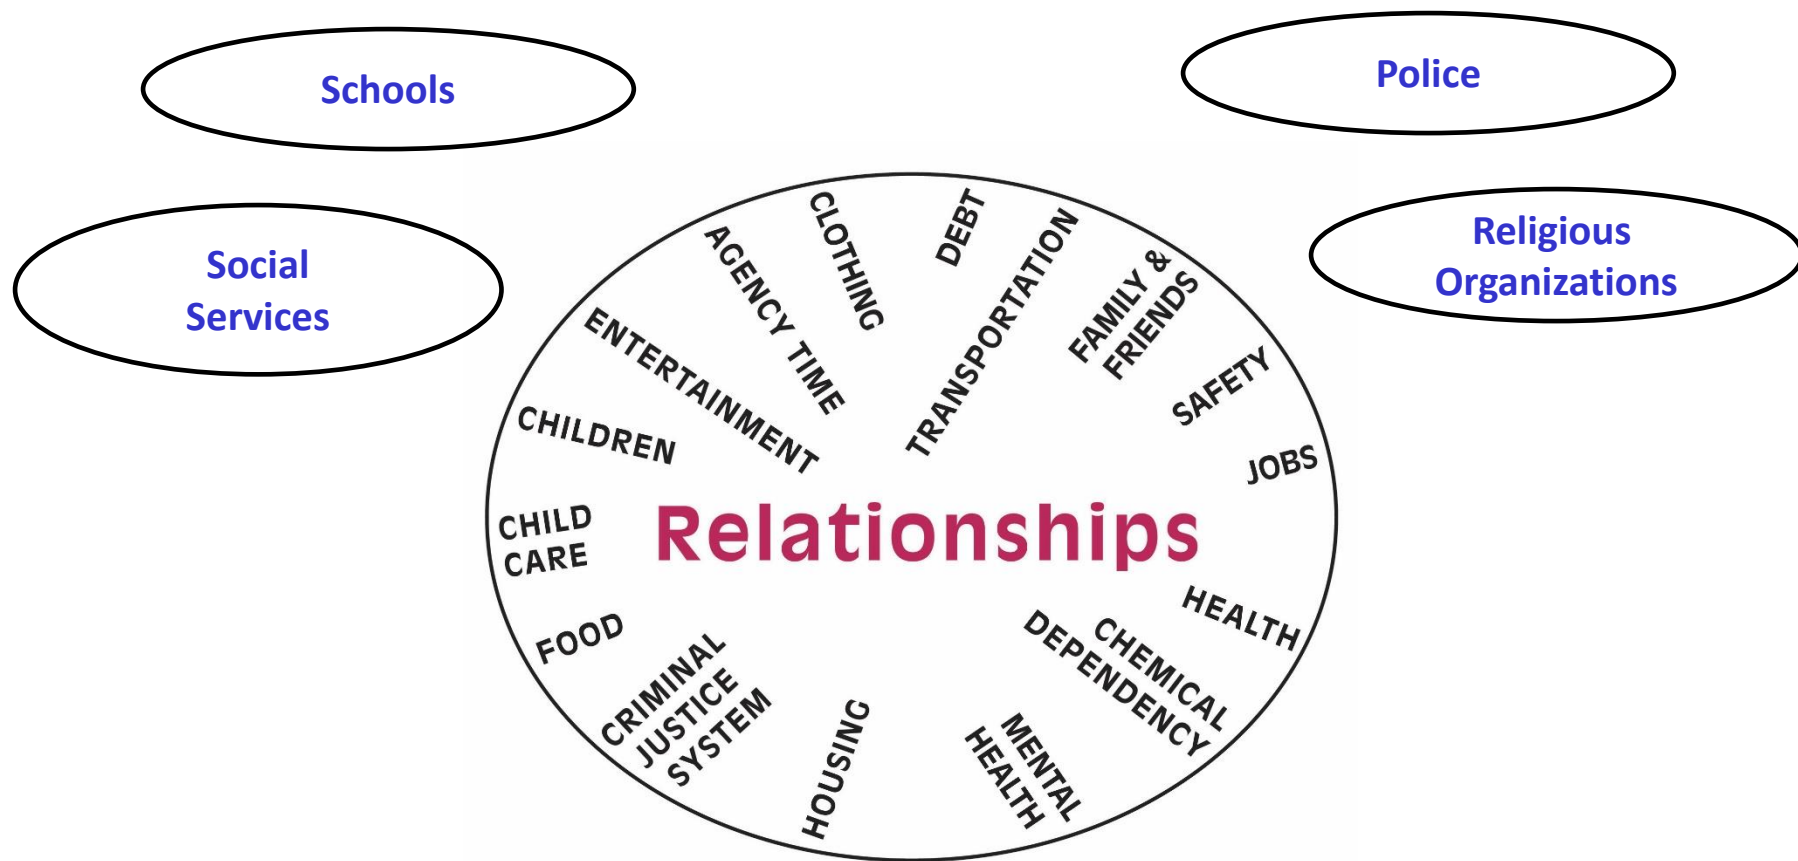 Schools
Police
Social
Services
Religious
Organizations
CLOTHING
DEBT
AGENCY TIME
TRANSPORTATION
FAMILY &
FRIENDS
ENTERTAINMENT
SAFETY
CHILDREN
JOBS
CHILD
CARE
Relationships
FOOD
HEALTH
CRIMINAL
JUSTICE
SYSTEM
CHEMICAL
DEPENDENCY
HOUSING
MENTAL
HEALTH